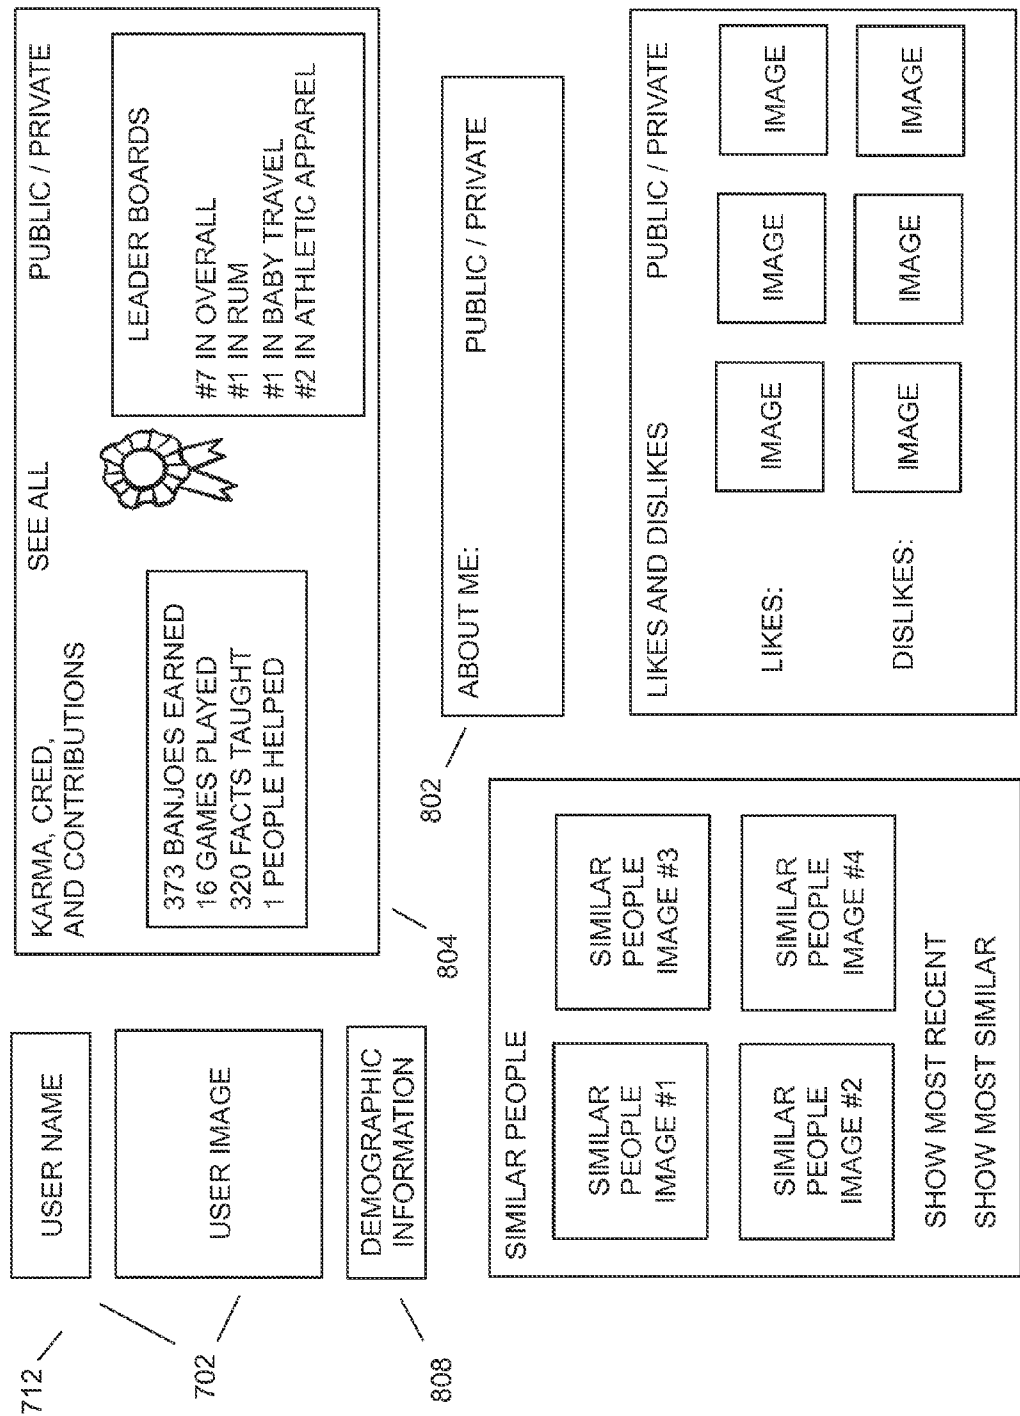 712
702
USER NAME
USER IMAGE
808
DEMOGRAPHIC
INFORMATION
KARMA, CRED,
AND CONTRIBUTIONS
SEE ALL
PUBLIC / PRIVATE
373 BANJOES EARNED
16 GAMES PLAYED
320 FACTS TAUGHT
1 PEOPLE HELPED
LEADER BOARDS
#7 IN OVERALL
#1 IN RUM
#1 IN BABY TRAVEL
#2 IN ATHLETIC APPAREL
804
802
ABOUT ME:
PUBLIC / PRIVATE
SIMILAR PEOPLE
SIMILAR
PEOPLE
IMAGE #1
SIMILAR
PEOPLE
IMAGE #3
SIMILAR
PEOPLE
IMAGE #2
SIMILAR
PEOPLE
IMAGE #4
SHOW MOST RECENT
SHOW MOST SIMILAR
LIKES AND DISLIKES
PUBLIC / PRIVATE
LIKES:
IMAGE
IMAGE
IMAGE
DISLIKES:
IMAGE
IMAGE
IMAGE